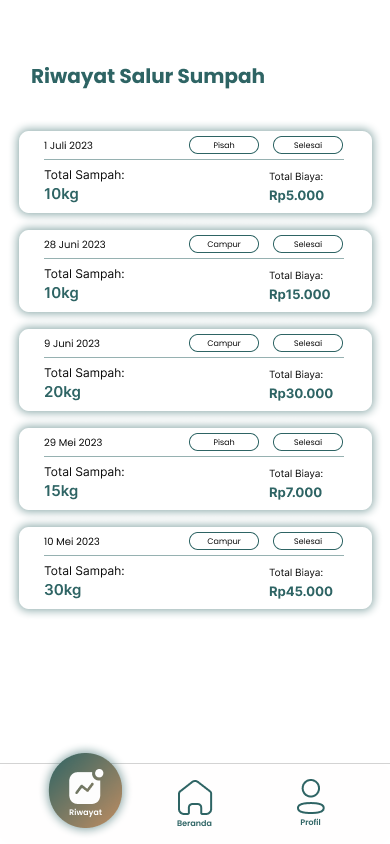 Riwayat Salur Sumpah
1 Juli 2023 Pisah Selesai
Total Sampah: Total Biaya:
10kg Rp5.000
28 Juni 2023 Campur Selesai
Total Sampah: Total Biaya:
10kg Rp15.000
9 Juni 2023 Campur Selesai
Total Sampah: Total Biaya:
20kg Rp30.000
29 Mei 2023 Pisah Selesai
Total Sampah: Total Biaya:
15kg Rp7.000
10 Mei 2023 Campur Selesai
Total Sampah: Total Biaya:
30kg Rp45.000
Riwayat Beranda Profil